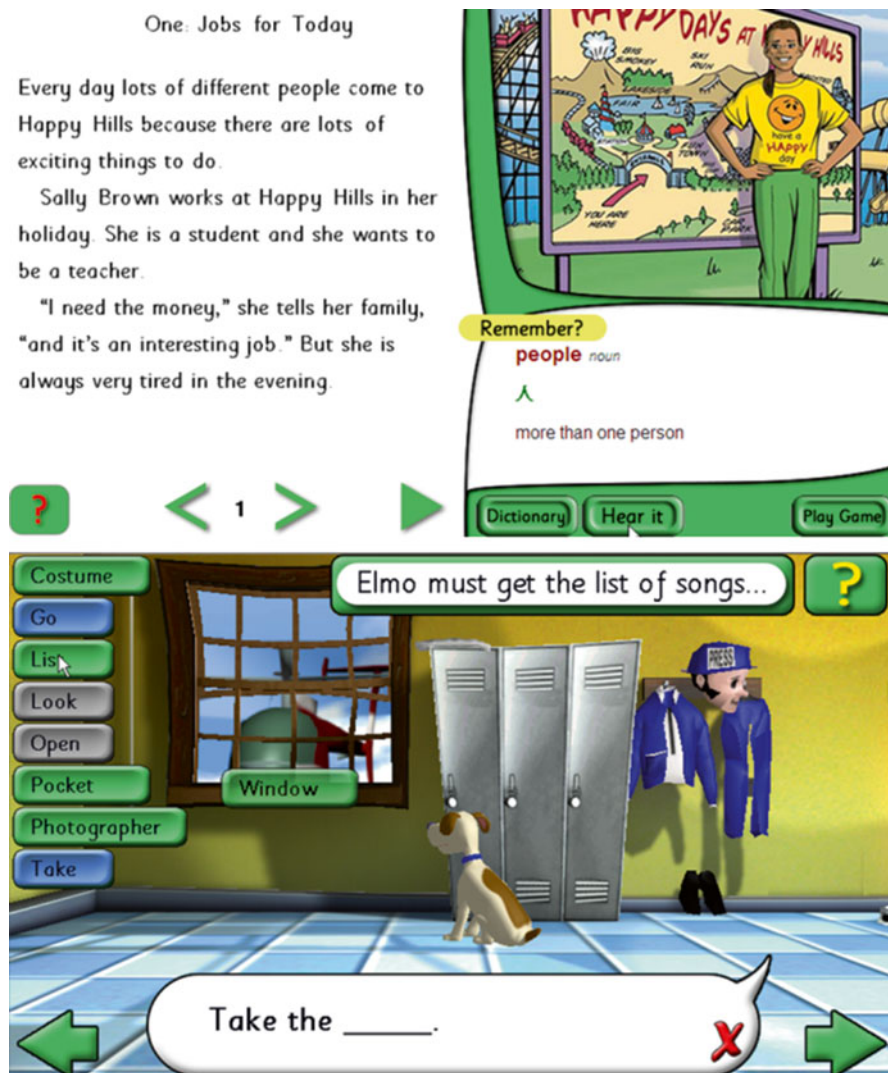 One: Jobs for Today
Every day lots of different people come to
Happy Hills because there are lots of
exciting things to do.
Sally Brown works at Happy Hills in her
holiday. She is a student and she wants to
be a teacher.
“I need the money,” she tells her family,
“and it’s an interesting job.” But she is
always very tired in the evening.
?
1
HAPPY DAYS AT HAPPY HILLS
BIG
SMOKEY
SKI
RUN
LAKESIDE
FAIR
STATION
FUN
TOWN
ENTRANCE
YOU ARE
HERE
PARK
have a
HAPPY
day
Remember?
people noun
人
more than one person
Dictionary
Hear it
Play Game
Costume
Go
List
Look
Open
Pocket
Photographer
Take
Window
Elmo must get the list of songs...
?
PRESS
Take the _____.
X